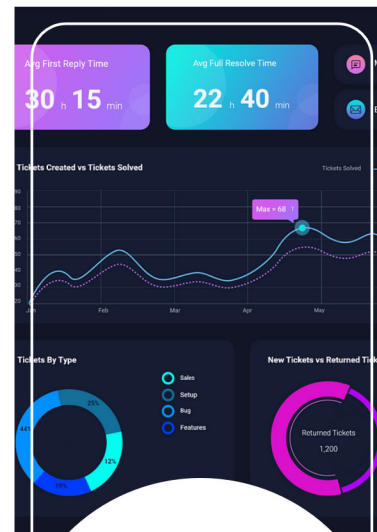 Avg First Reply Time
30 h 15 min
Avg Full Resolve Time
22 h 40 min
Tickets Created vs Tickets Solved
Tickets Solved
Max = 68 ↑
90
80
70
60
50
40
30
20
Jan
Feb
Mar
Apr
May
Tickets By Type
Sales
Setup
Bug
Features
25%
44%
12%
19%
New Tickets vs Returned Tick
Returned Tickets
1,200